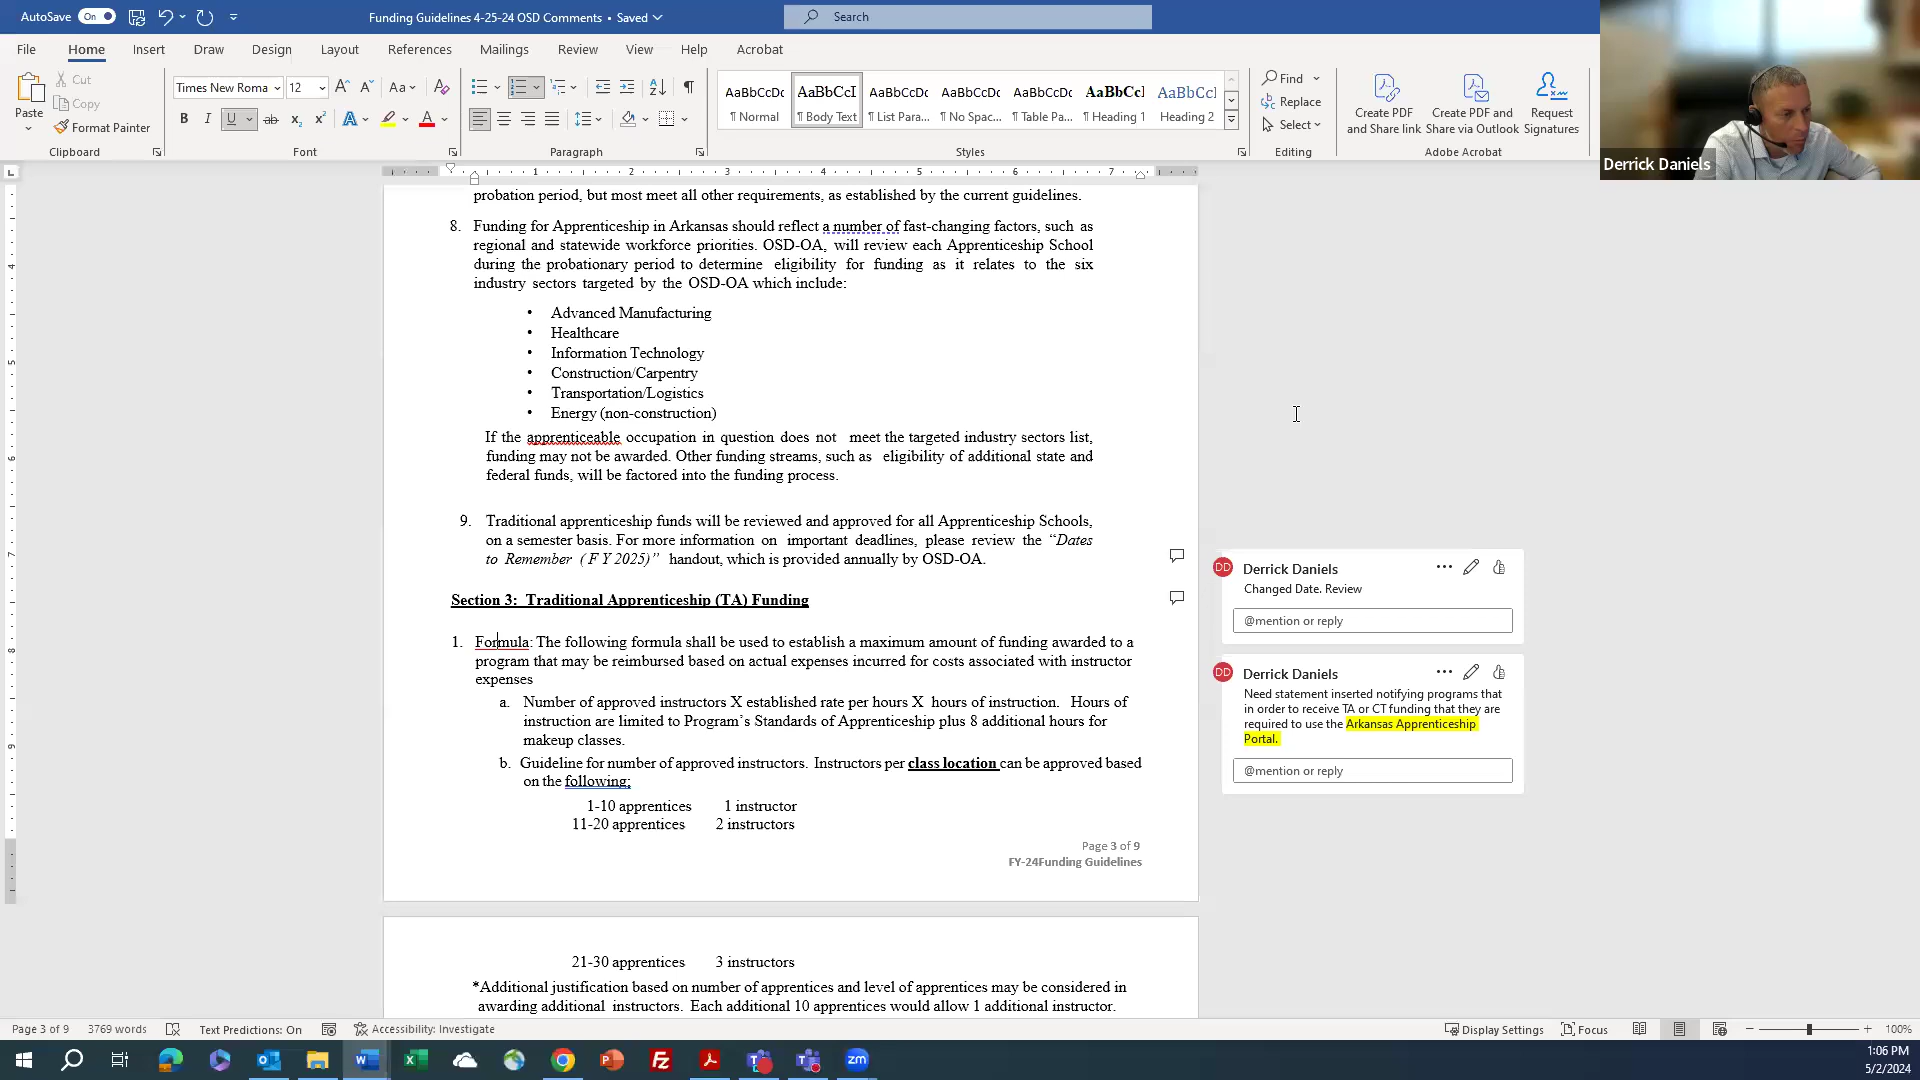 AutoSave On
Funding Guidelines 4-25-24 OSD Comments • Saved
Search
File Home Insert Draw Design Layout References Mailings Review View Help Acrobat
Paste
Cut
Copy
Format Painter
Clipboard
Times New Roma 12
Font
Paragraph
AaBbCcDc AaBbCcI AaBbCcDc AaBbCcDc AaBbCcDc AaBbCcI AaBbCcI
¶ Normal ¶ Body Text ¶ List Para... ¶ No Spac... ¶ Table Pa... ¶ Heading 1 Heading 2
Styles
Find
Replace
Select
Editing
Create PDF and Share link
Create PDF and Share via Outlook
Request Signatures
Adobe Acrobat
Derrick Daniels
1 2 3 4 5 6 7
probation period, but most meet all other requirements, as established by the current guidelines.
8. Funding for Apprenticeship in Arkansas should reflect a number of fast-changing factors, such as
regional and statewide workforce priorities. OSD-OA, will review each Apprenticeship School
during the probationary period to determine eligibility for funding as it relates to the six
industry sectors targeted by the OSD-OA which include:
• Advanced Manufacturing
• Healthcare
• Information Technology
• Construction/Carpentry
• Transportation/Logistics
• Energy (non-construction)
If the apprenticeable occupation in question does not meet the targeted industry sectors list,
funding may not be awarded. Other funding streams, such as eligibility of additional state and
federal funds, will be factored into the funding process.
9. Traditional apprenticeship funds will be reviewed and approved for all Apprenticeship Schools,
on a semester basis. For more information on important deadlines, please review the “Dates
to Remember ( F Y 2025)” handout, which is provided annually by OSD-OA.
Section 3: Traditional Apprenticeship (TA) Funding
1. Formula: The following formula shall be used to establish a maximum amount of funding awarded to a
program that may be reimbursed based on actual expenses incurred for costs associated with instructor
expenses
a. Number of approved instructors X established rate per hours X hours of instruction. Hours of
instruction are limited to Program’s Standards of Apprenticeship plus 8 additional hours for
makeup classes.
b. Guideline for number of approved instructors. Instructors per class location can be approved based
on the following;
1-10 apprentices 1 instructor
11-20 apprentices 2 instructors
Page 3 of 9
FY-24Funding Guidelines
21-30 apprentices 3 instructors
*Additional justification based on number of apprentices and level of apprentices may be considered in
awarding additional instructors. Each additional 10 apprentices would allow 1 additional instructor.
DD Derrick Daniels
Changed Date. Review
@mention or reply
DD Derrick Daniels
Need statement inserted notifying programs that
in order to receive TA or CT funding that they are
required to use the Arkansas Apprenticeship
Portal.
@mention or reply
Page 3 of 9 3769 words Text Predictions: On Accessibility: Investigate
Display Settings Focus 100%
1:06 PM
5/2/2024